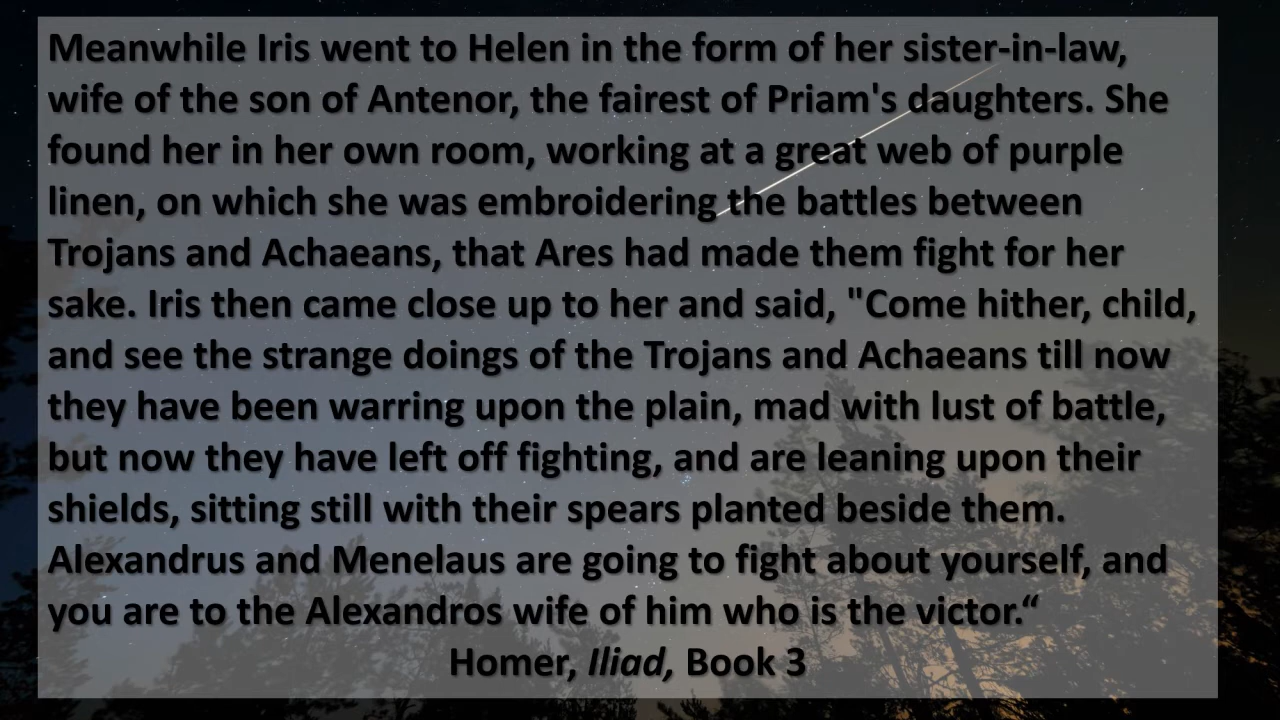 Meanwhile Iris went to Helen in the form of her sister-in-law,
wife of the son of Antenor, the fairest of Priam's daughters. She
found her in her own room, working at a great web of purple
linen, on which she was embroidering the battles between
Trojans and Achaeans, that Ares had made them fight for her
sake. Iris then came close up to her and said, "Come hither, child,
and see the strange doings of the Trojans and Achaeans till now
they have been warring upon the plain, mad with lust of battle,
but now they have left off fighting, and are leaning upon their
shields, sitting still with their spears planted beside them.
Alexandrus and Menelaus are going to fight about yourself, and
you are to the Alexandros wife of him who is the victor.“
Homer, Iliad, Book 3